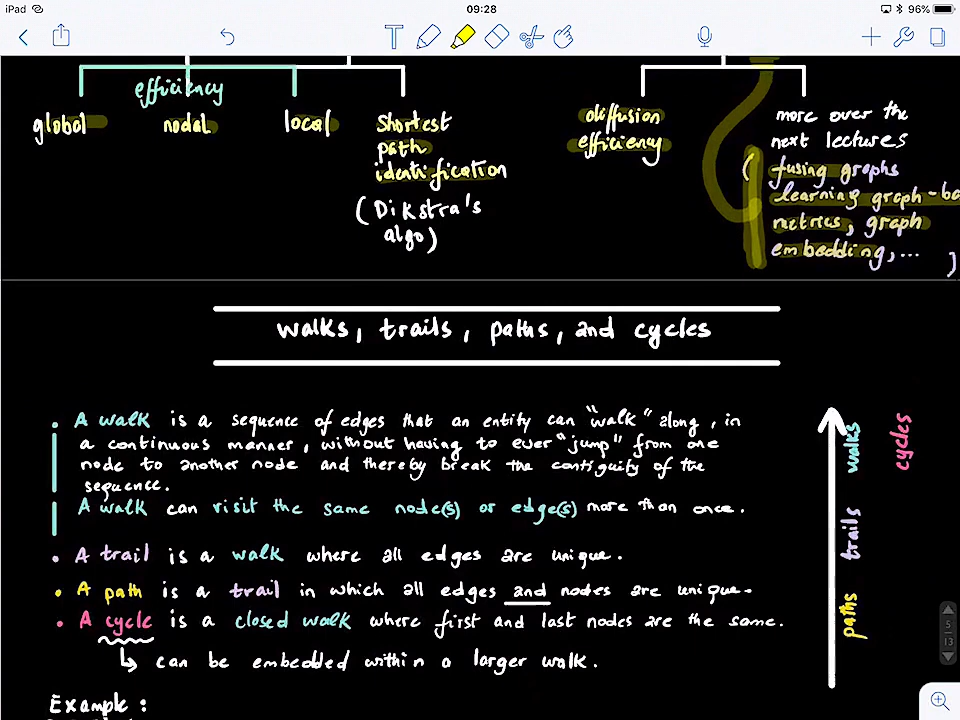 iPad
09:28
96%
efficiency
global
nodal
local
Shortest
path
identification
(Dikstra's
algo)
diffusion
efficiency
more over the
next lectures
( fusing graphs
learning graph-ba
metrics, graph
embedding, ... )
walks, trails, paths, and cycles
• A walk is a sequence of edges that an entity can "walk" along, in
a continuous manner, without having to ever "jump" from one
node to another node and thereby break the contiguity of the
sequence.
A walk can visit the same node(s) or edge(s) more than once.
• A trail is a walk where all edges are unique.
• A path is a trail in which all edges and nodes are unique.
• A cycle is a closed walk where first and last nodes are the same.
↳ can be embedded within a larger walk.
walks
trails
paths
cycles
5
13
Example: